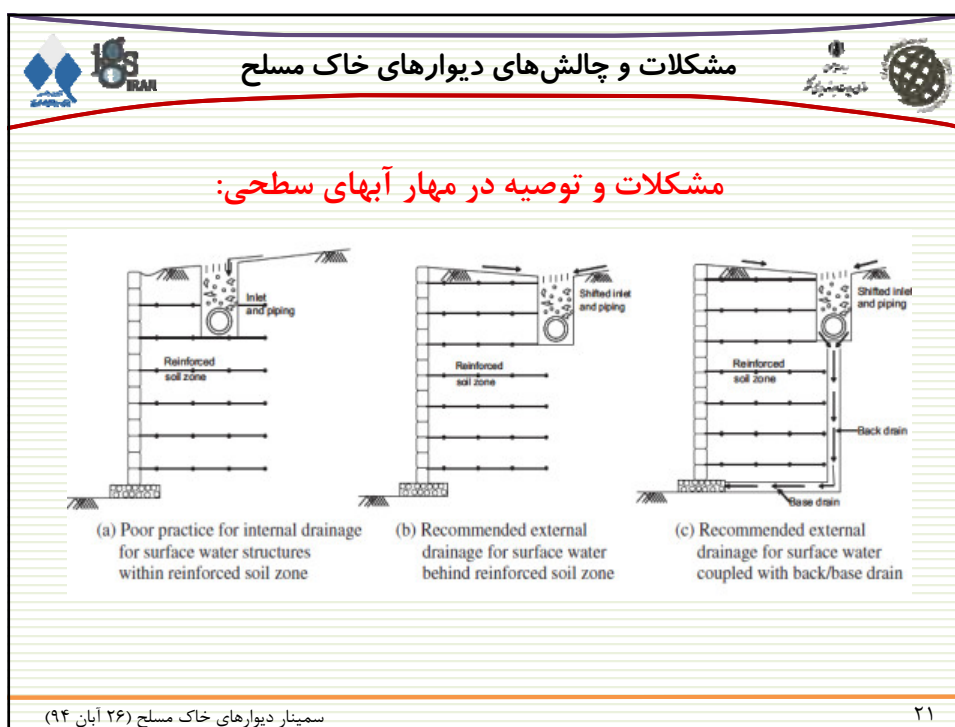 مشکلات و چالش‌های دیوارهای خاک مسلح
IGS
IRAN
مشکلات و توصیه در مهار آبهای سطحی:
Inlet
and piping
Reinforced
soil zone
Shifted inlet
and piping
Reinforced
soil zone
Shifted inlet
and piping
Reinforced
soil zone
Back drain
Base drain
(a) Poor practice for internal drainage
for surface water structures
within reinforced soil zone
(b) Recommended external
drainage for surface water
behind reinforced soil zone
(c) Recommended external
drainage for surface water
coupled with back/base drain
سمینار دیوارهای خاک مسلح (۲۶ آبان ۹۴)
۲۱